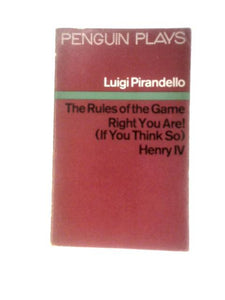 PENGUIN PLAYS
Luigi Pirandello
The Rules of the Game
Right You Are!
(If You Think So)
Henry IV